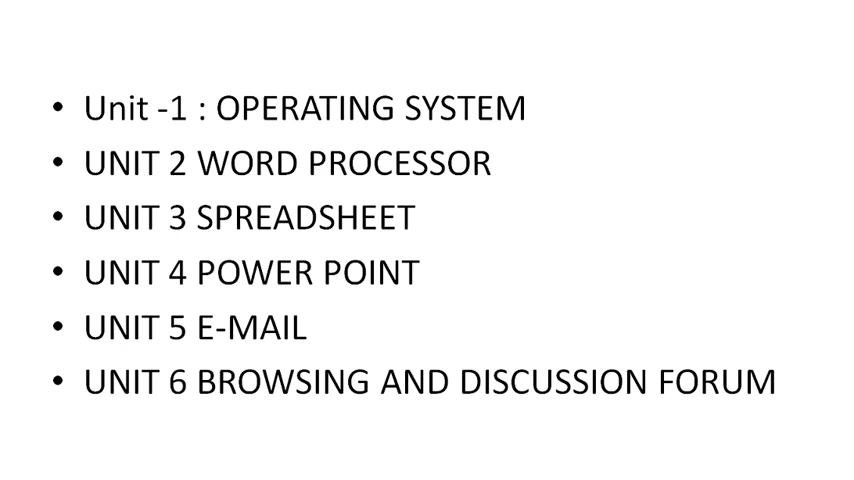 • Unit -1 : OPERATING SYSTEM
• UNIT 2 WORD PROCESSOR
• UNIT 3 SPREADSHEET
• UNIT 4 POWER POINT
• UNIT 5 E-MAIL
• UNIT 6 BROWSING AND DISCUSSION FORUM